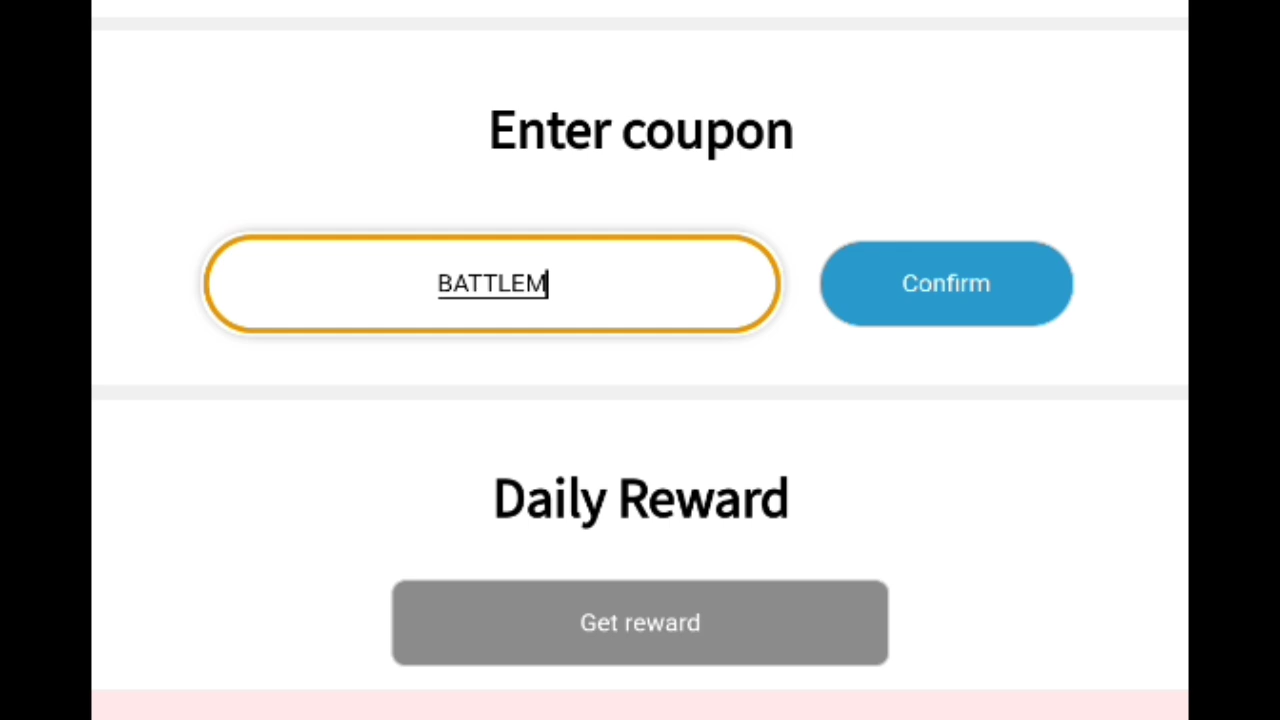 Enter coupon
BATTLEM
Confirm
Daily Reward
Get reward